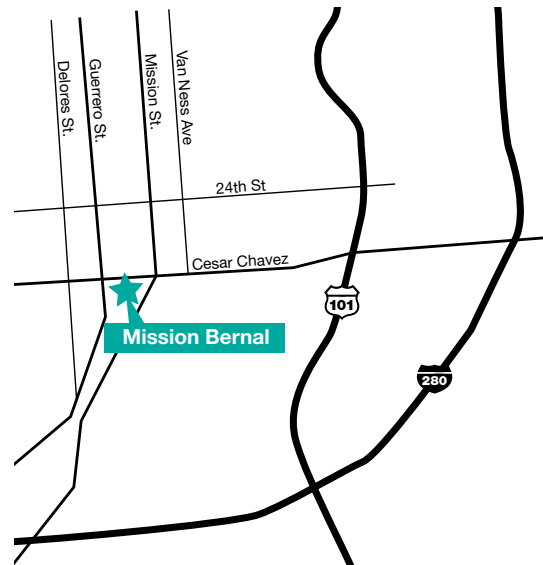 Delores St.
Guerrero St.
Mission St.
Van Ness Ave
24th St
Cesar Chavez
101
Mission Bernal
280